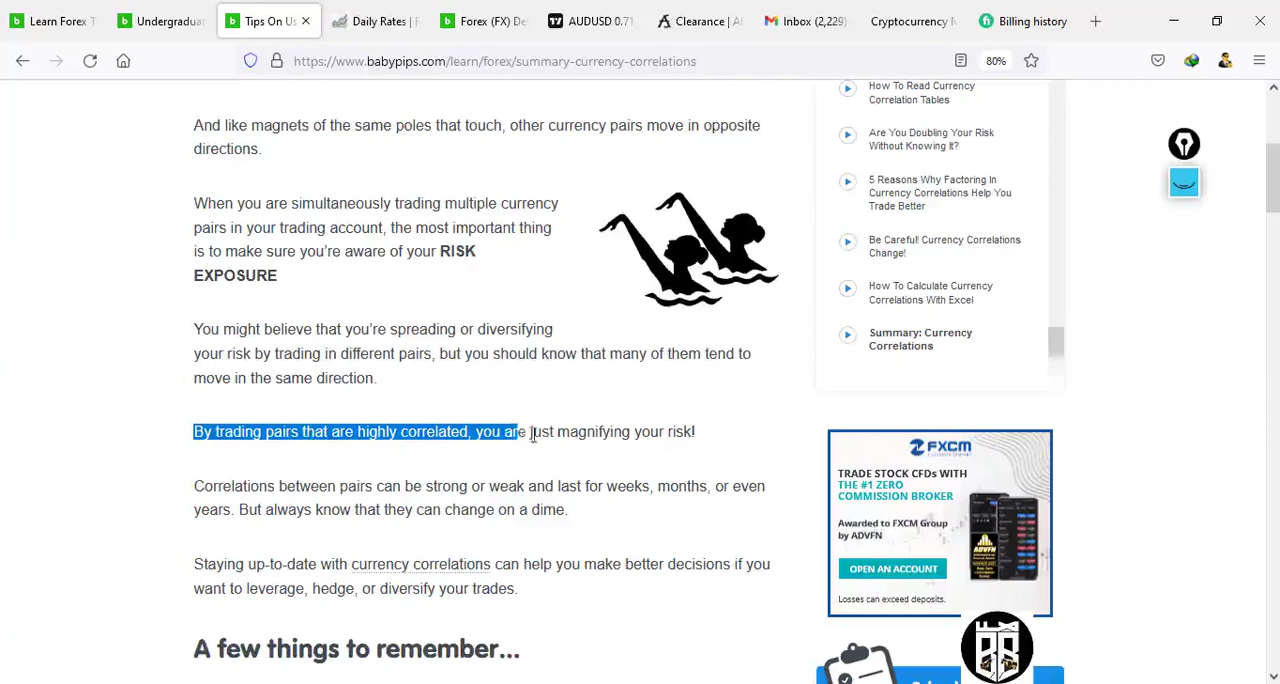 Learn Forex T
Undergradua
Tips On Us
Daily Rates | F
Forex (FX) De
AUDUSD 0.71
Clearance | A
Inbox (2,229)
Cryptocurrency N
Billing history
https://www.babypips.com/learn/forex/summary-currency-correlations
80%
And like magnets of the same poles that touch, other currency pairs move in opposite
directions.
When you are simultaneously trading multiple currency
pairs in your trading account, the most important thing
is to make sure you're aware of your RISK
EXPOSURE
You might believe that you're spreading or diversifying
your risk by trading in different pairs, but you should know that many of them tend to
move in the same direction.
By trading pairs that are highly correlated, you are just magnifying your risk!
Correlations between pairs can be strong or weak and last for weeks, months, or even
years. But always know that they can change on a dime.
Staying up-to-date with currency correlations can help you make better decisions if you
want to leverage, hedge, or diversify your trades.
A few things to remember...
How To Read Currency
Correlation Tables
Are You Doubling Your Risk
Without Knowing It?
5 Reasons Why Factoring In
Currency Correlations Help You
Trade Better
Be Careful! Currency Correlations
Change!
How To Calculate Currency
Correlations With Excel
Summary: Currency
Correlations
FXCM
TRADE STOCK CFDs WITH
THE #1 ZERO
COMMISSION BROKER
Awarded to FXCM Group
by ADVFN
ADVFN
OPEN AN ACCOUNT
Losses can exceed deposits.
BB